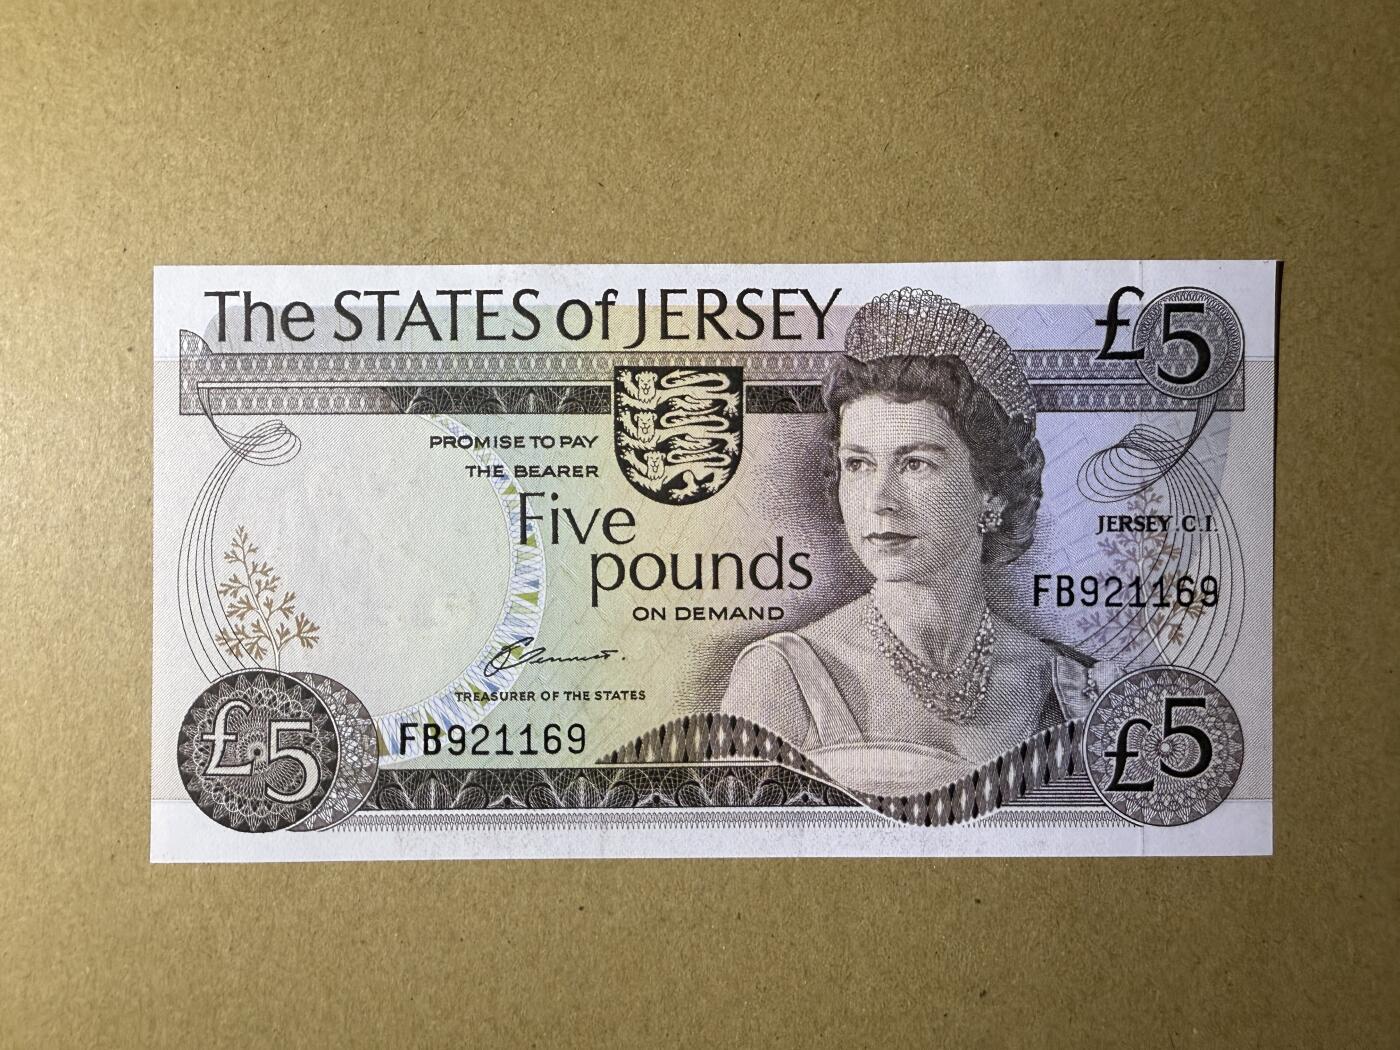 The STATES of JERSEY
£5
PROMISE TO PAY
THE BEARER
Five
pounds
ON DEMAND
JERSEY.C.I.
FB921169
TREASURER OF THE STATES
FB921169
£5
£5